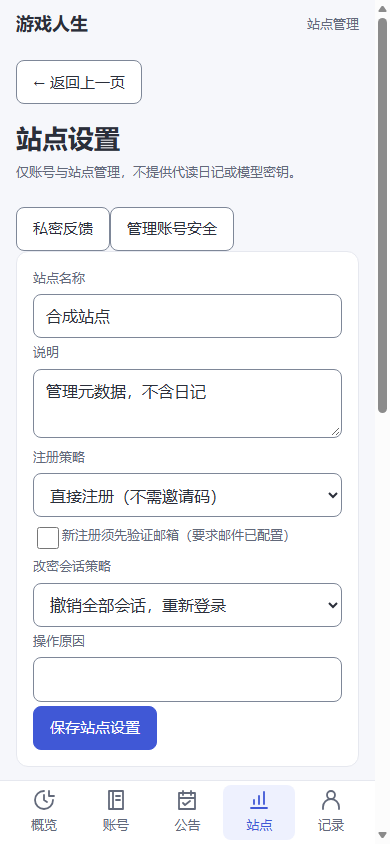 游戏人生
站点管理
← 返回上一页
站点设置
仅账号与站点管理，不提供代读日记或模型密钥。
私密反馈
管理账号安全
站点名称
合成站点
说明
管理元数据，不含日记
注册策略
直接注册（不需邀请码）
新注册须先验证邮箱（要求邮件已配置）
改密会话策略
撤销全部会话，重新登录
操作原因
保存站点设置
概览
账号
公告
站点
记录